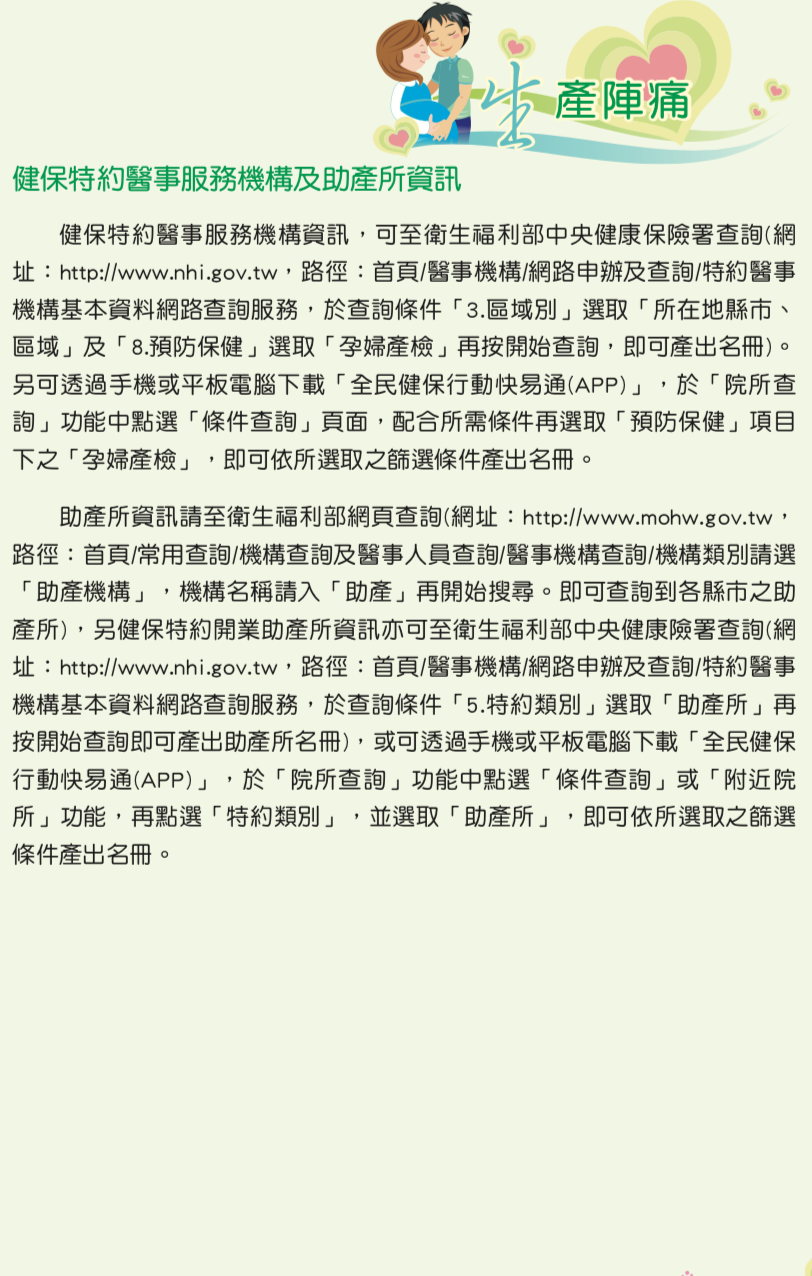 生產陣痛
健保特約醫事服務機構及助產所資訊
健保特約醫事服務機構資訊，可至衛生福利部中央健康保險署查詢(網
址：http://www.nhi.gov.tw，路徑：首頁/醫事機構/網路申辦及查詢/特約醫事
機構基本資料網路查詢服務，於查詢條件「3.區域別」選取「所在地縣市、
區域」及「8.預防保健」選取「孕婦產檢」再按開始查詢，即可產出名冊)。
另可透過手機或平板電腦下載「全民健保行動快易通(APP)」，於「院所查
詢」功能中點選「條件查詢」頁面，配合所需條件再選取「預防保健」項目
下之「孕婦產檢」，即可依所選取之篩選條件產出名冊。
助產所資訊請至衛生福利部網頁查詢(網址：http://www.mohw.gov.tw，
路徑：首頁/常用查詢/機構查詢及醫事人員查詢/醫事機構查詢/機構類別請選
「助產機構」，機構名稱請入「助產」再開始搜尋。即可查詢到各縣市之助
產所)，另健保特約開業助產所資訊亦可至衛生福利部中央健康險署查詢(網
址：http://www.nhi.gov.tw，路徑：首頁/醫事機構/網路申辦及查詢/特約醫事
機構基本資料網路查詢服務，於查詢條件「5.特約類別」選取「助產所」再
按開始查詢即可產出助產所名冊)，或可透過手機或平板電腦下載「全民健保
行動快易通(APP)」，於「院所查詢」功能中點選「條件查詢」或「附近院
所」功能，再點選「特約類別」，並選取「助產所」，即可依所選取之篩選
條件產出名冊。